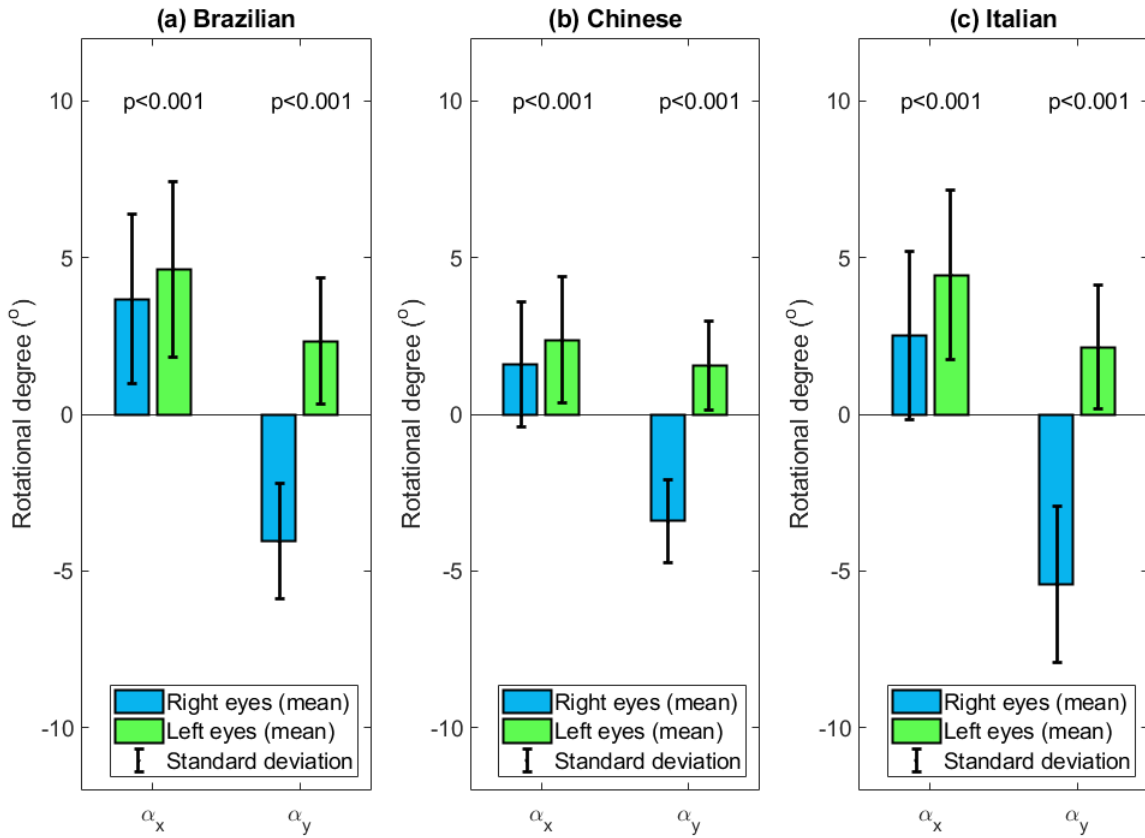 (a) Brazilian
p<0.001 p<0.001
10
5
0
-5
-10
Rotational degree (°)
Right eyes (mean)
Left eyes (mean)
Standard deviation
αx αy
(b) Chinese
p<0.001 p<0.001
10
5
0
-5
-10
Rotational degree (°)
Right eyes (mean)
Left eyes (mean)
Standard deviation
αx αy
(c) Italian
p<0.001 p<0.001
10
5
0
-5
-10
Rotational degree (°)
Right eyes (mean)
Left eyes (mean)
Standard deviation
αx αy